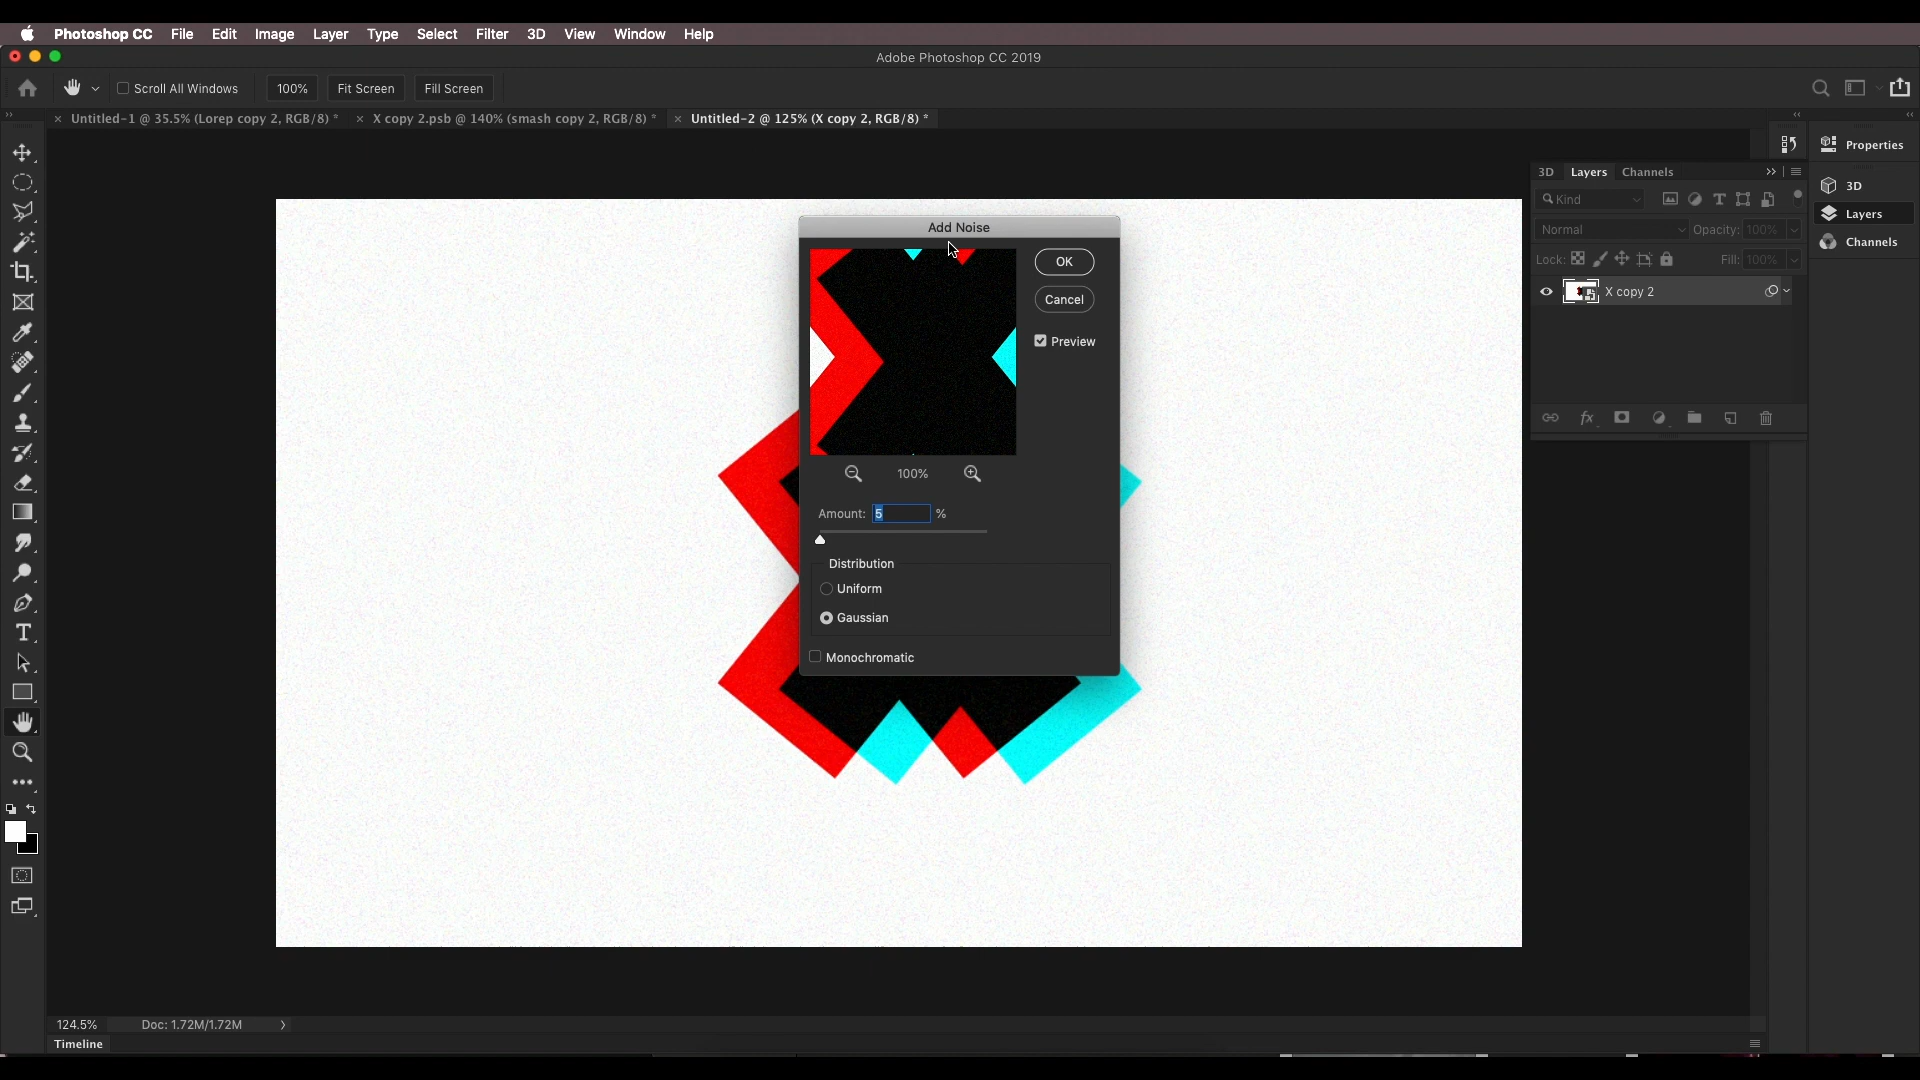 Photoshop CC File Edit Image Layer Type Select Filter 3D View Window Help
Adobe Photoshop CC 2019
Scroll All Windows 100% Fit Screen Fill Screen
× Untitled-1 @ 35.5% (Lorep copy 2, RGB/8) * × X copy 2.psb @ 140% (smash copy 2, RGB/8) * × Untitled-2 @ 125% (X copy 2, RGB/8) *
Properties
3D
Layers
Channels
3D Layers Channels
Kind
Normal Opacity: 100%
Lock: Fill: 100%
X copy 2
Add Noise
OK
Cancel
Preview
100%
Amount: 5 %
Distribution
Uniform
Gaussian
Monochromatic
124.5% Doc: 1.72M/1.72M
Timeline